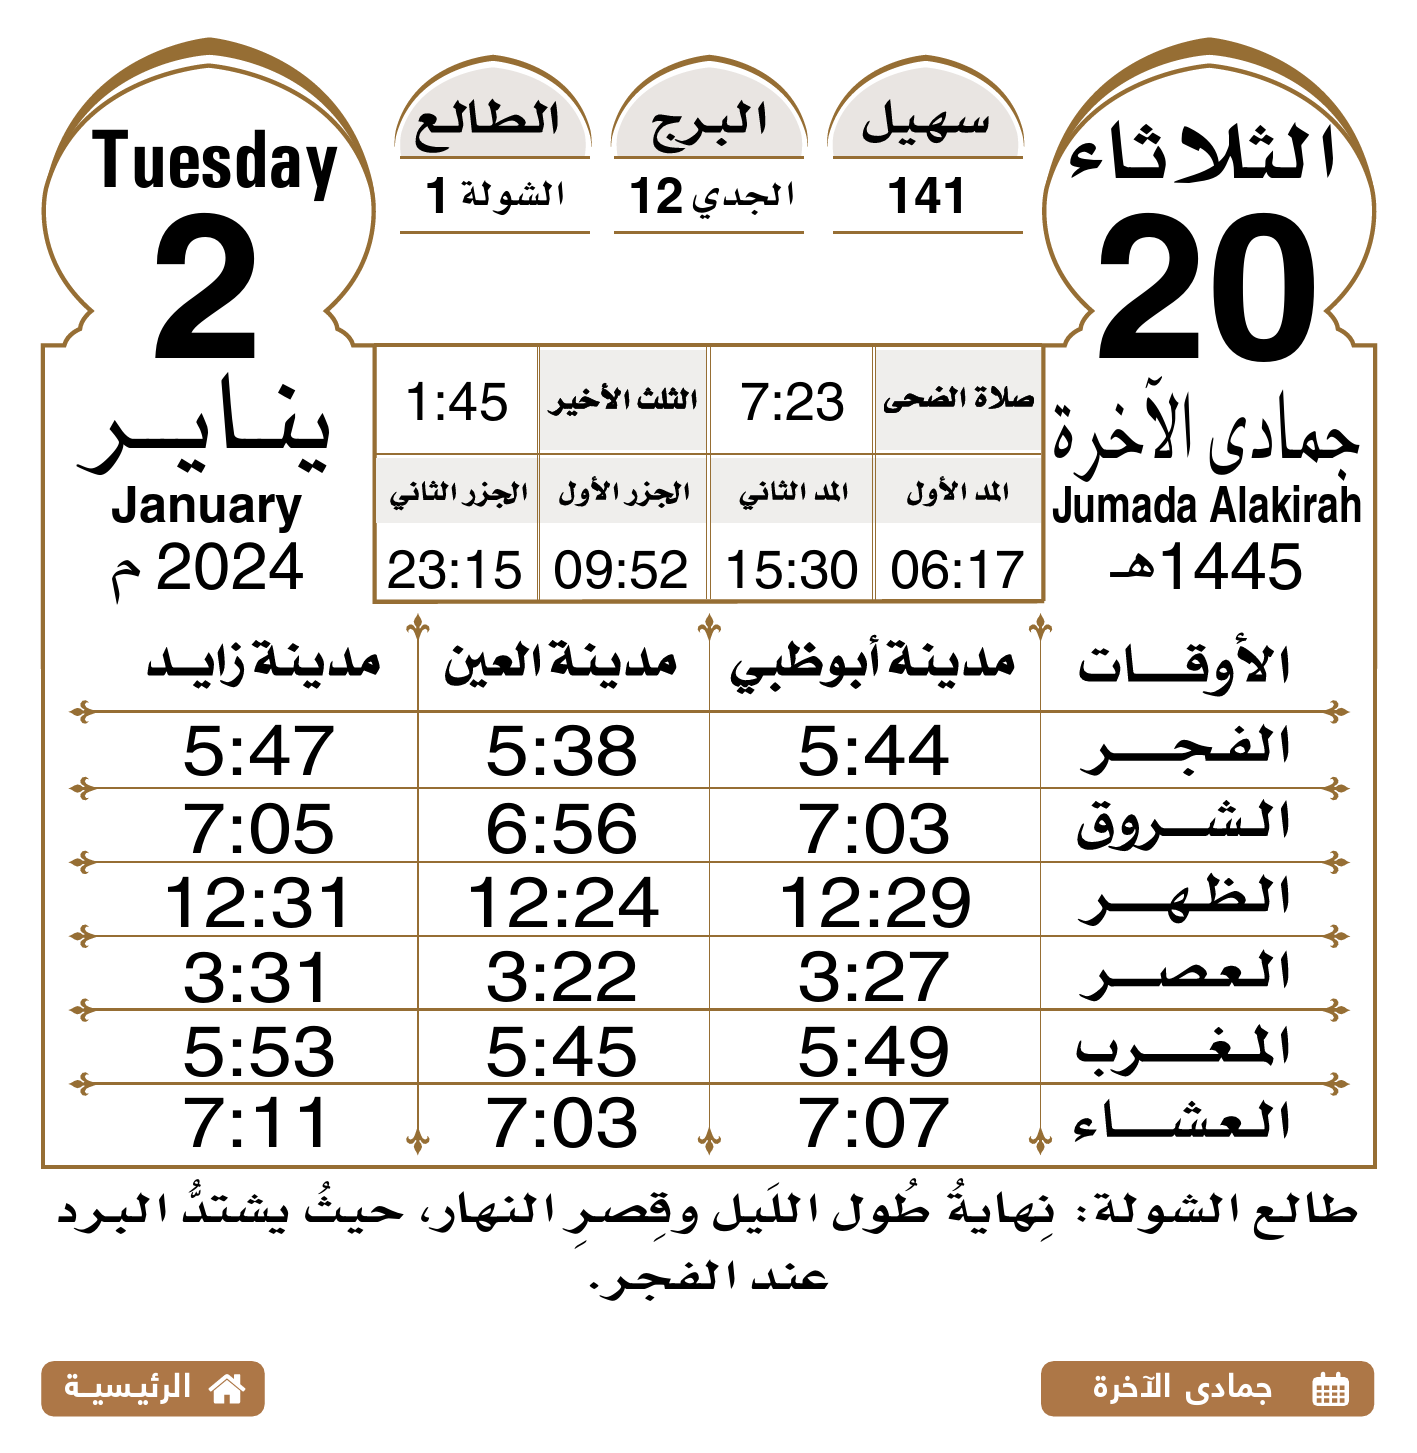 الثلاثاء
20
جمادى الآخرة
Jumada Alakirah
1445هـ
سهيل
141
البرج
الجدي 12
الطالع
الشولة 1
Tuesday
2
يناير
January
2024 م
صلاة الضحى 7:23 الثلث الأخير 1:45
المد الأول المد الثاني الجزر الأول الجزر الثاني
06:17 15:30 09:52 23:15
الأوقات مدينة أبوظبي مدينة العين مدينة زايد
الفجر 5:44 5:38 5:47
الشروق 7:03 6:56 7:05
الظهر 12:29 12:24 12:31
العصر 3:27 3:22 3:31
المغرب 5:49 5:45 5:53
العشاء 7:07 7:03 7:11
طالع الشولة: نِهايةُ طُول اللَيل وقِصرِ النهار، حيثُ يشتدُّ البرد
عند الفجر.
جمادى الآخرة
الرئيسية